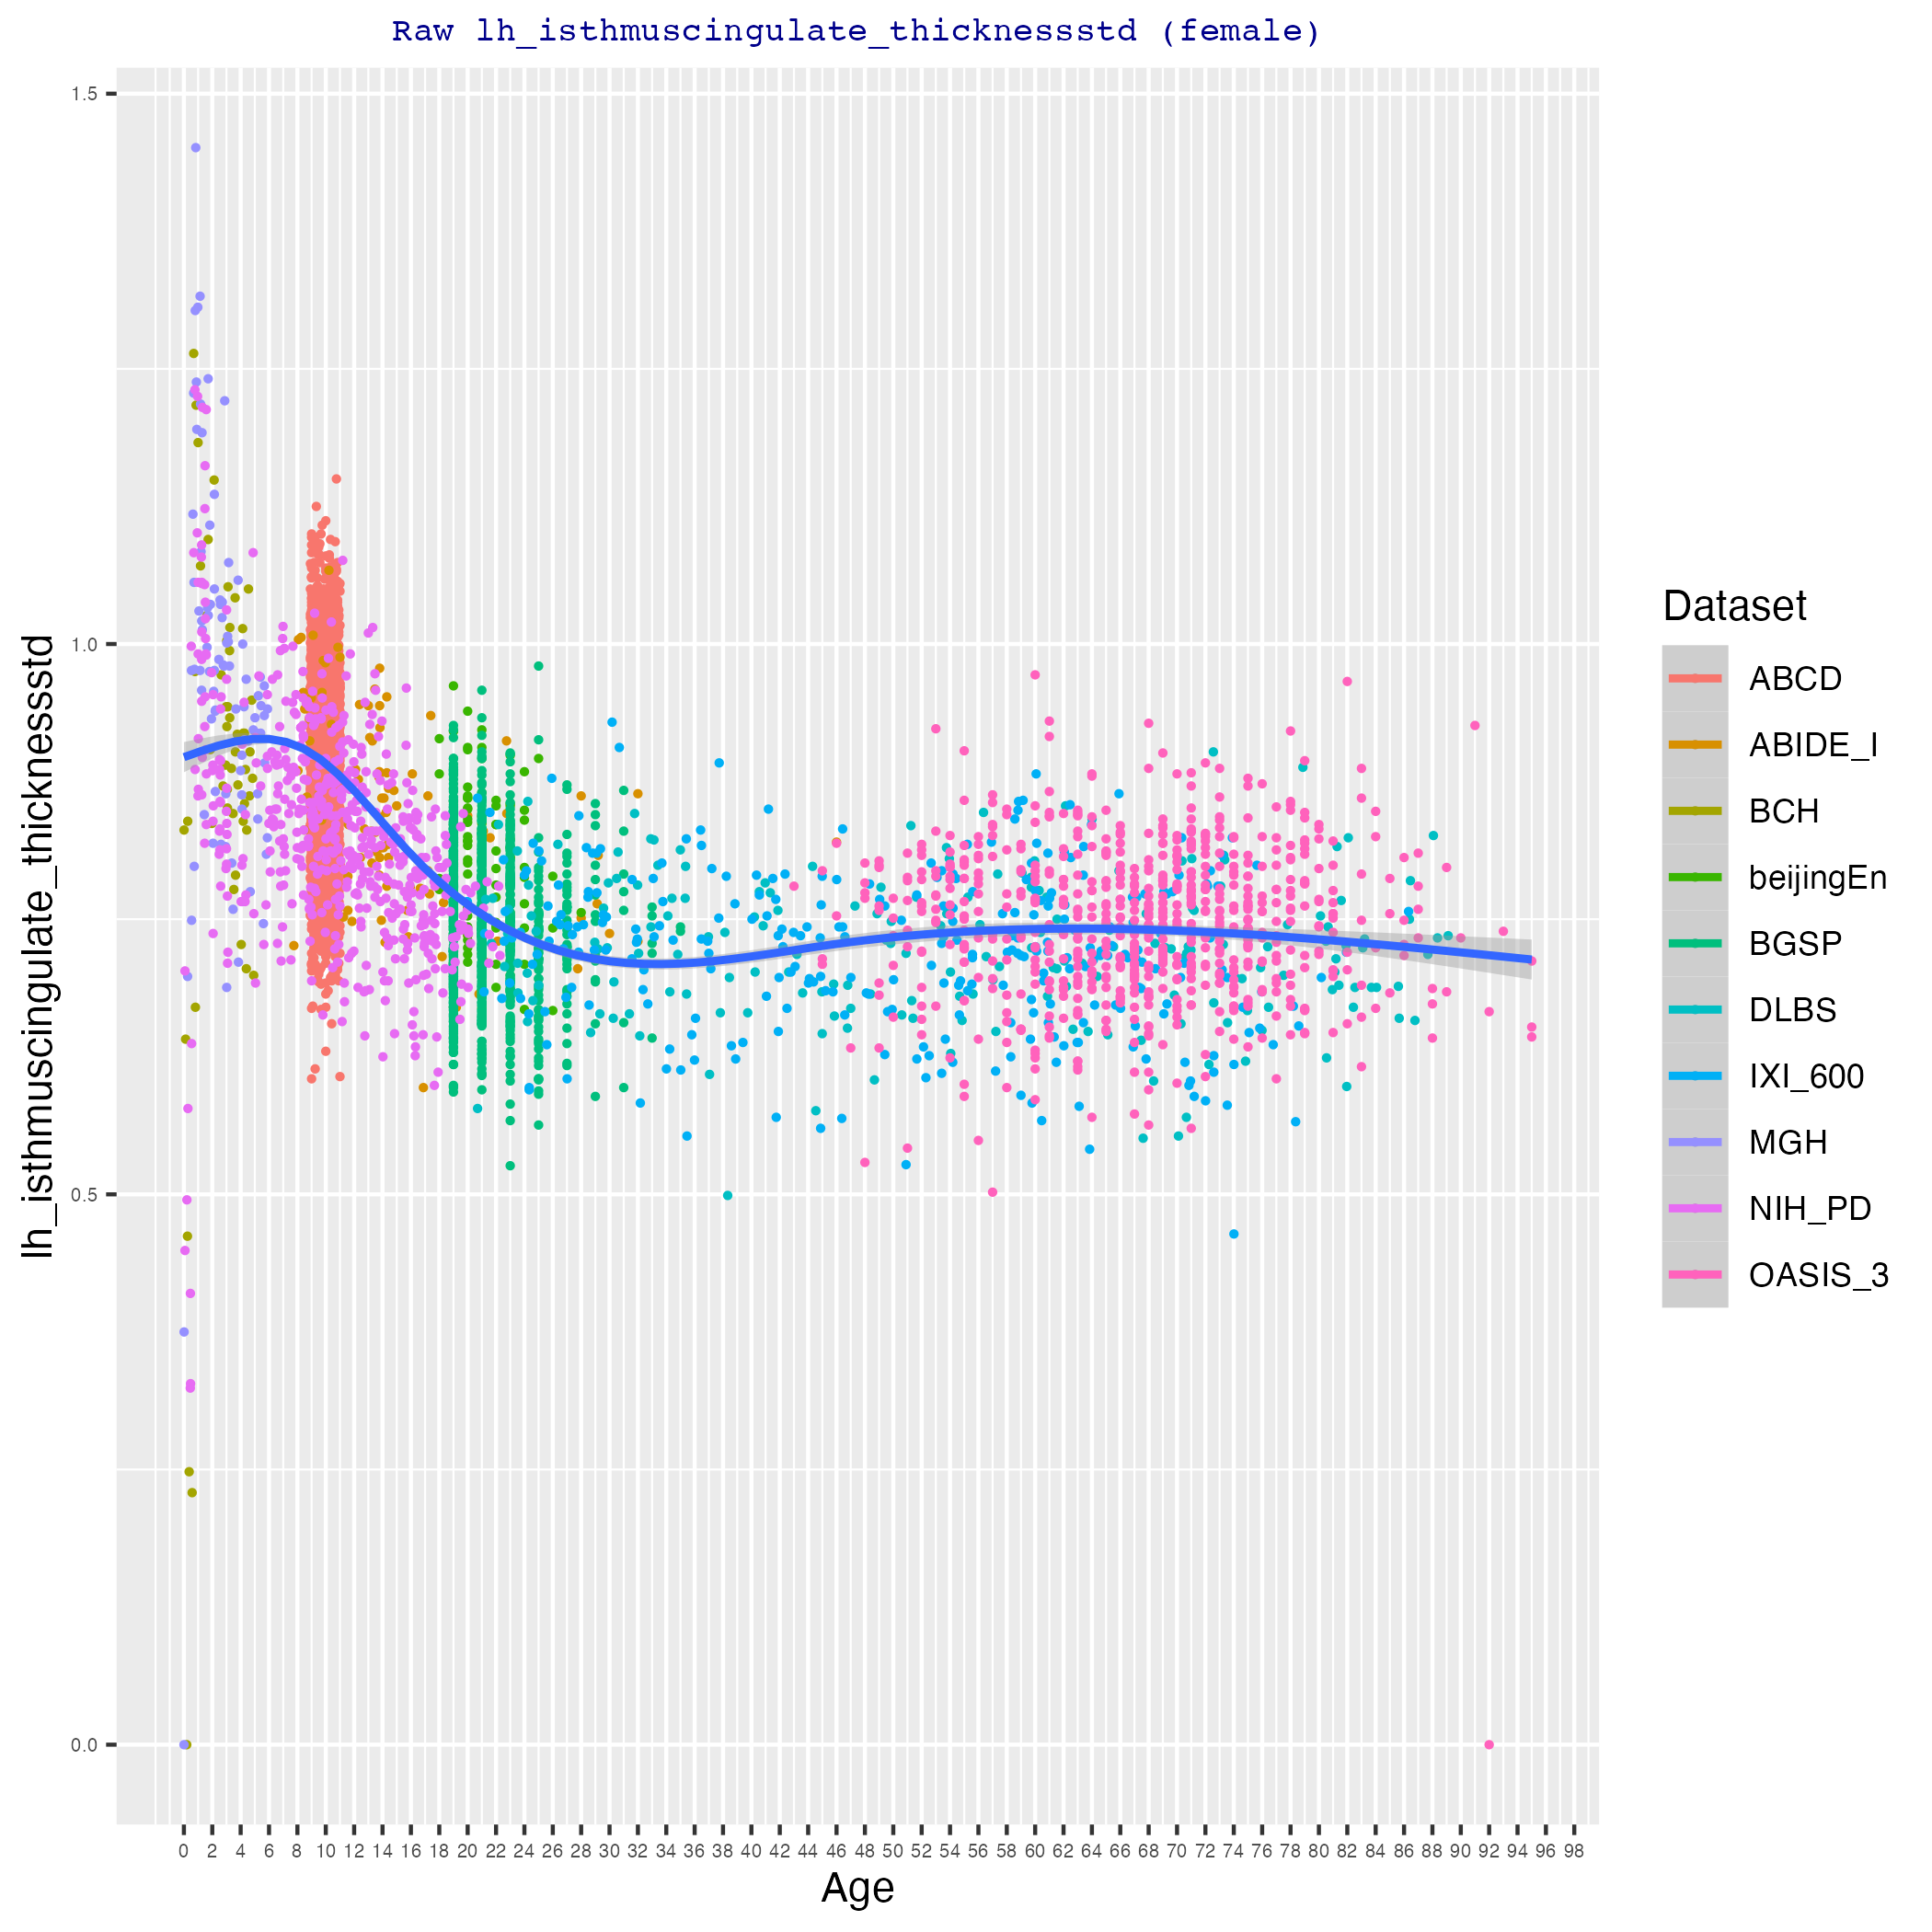 Raw lh_isthmuscingulate_thicknessstd (female)
lh_isthmuscingulate_thicknessstd
1.5
1.0
0.5
0.0
0 2 4 6 8 10 12 14 16 18 20 22 24 26 28 30 32 34 36 38 40 42 44 46 48 50 52 54 56 58 60 62 64 66 68 70 72 74 76 78 80 82 84 86 88 90 92 94 96 98
Age
Dataset
ABCD
ABIDE_I
BCH
beijingEn
BGSP
DLBS
IXI_600
MGH
NIH_PD
OASIS_3